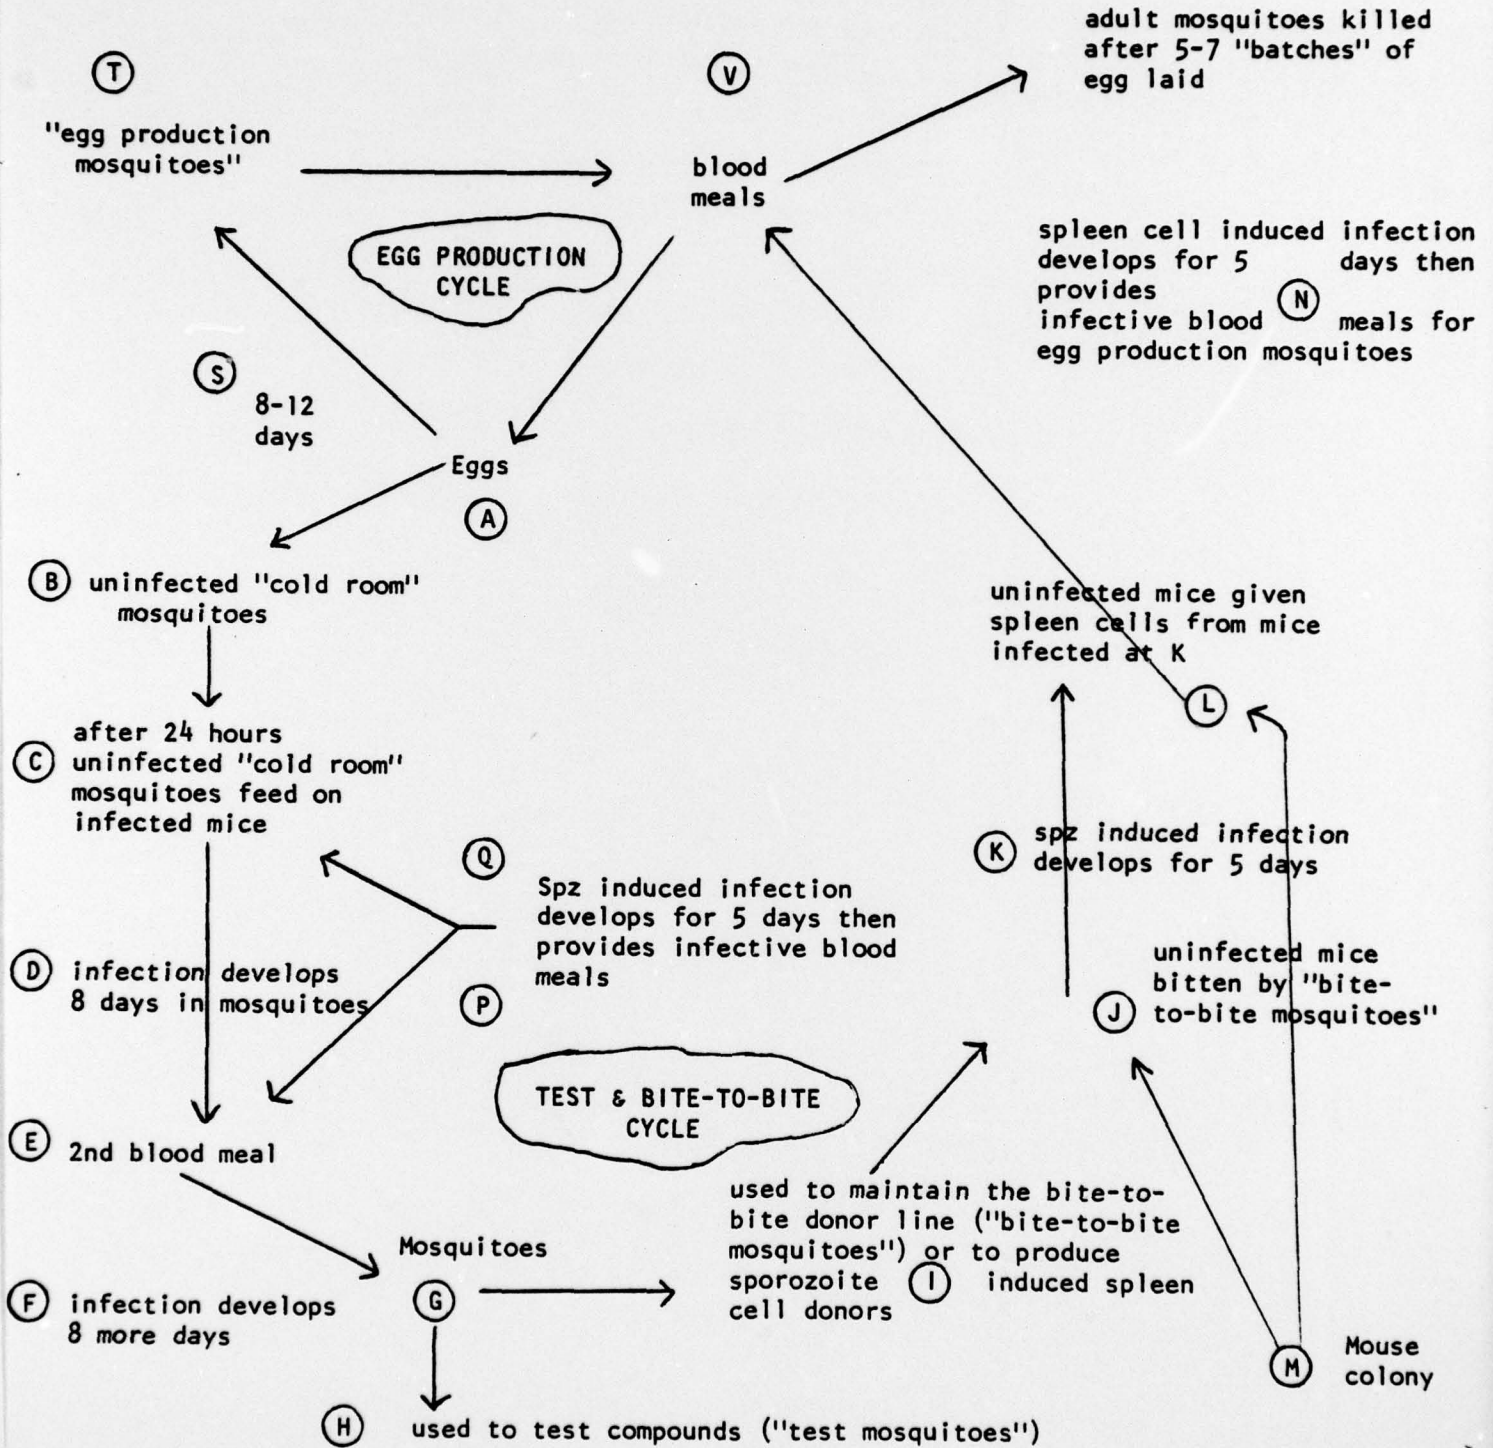 adult mosquitoes killed
after 5-7 "batches" of
egg laid
T
V
"egg production
mosquitoes"
blood
meals
EGG PRODUCTION
CYCLE
spleen cell induced infection
develops for 5 days then
provides
N
infective blood meals for
egg production mosquitoes
S
8-12
days
Eggs
A
B uninfected "cold room"
mosquitoes
uninfected mice given
spleen cells from mice
infected at K
L
after 24 hours
C uninfected "cold room"
mosquitoes feed on
infected mice
K spz induced infection
develops for 5 days
Q
Spz induced infection
develops for 5 days then
provides infective blood
meals
P
D infection develops
8 days in mosquitoes
uninfected mice
bitten by "bite-
J to-bite mosquitoes"
TEST & BITE-TO-BITE
CYCLE
E 2nd blood meal
used to maintain the bite-to-
bite donor line ("bite-to-bite
mosquitoes") or to produce
sporozoite I induced spleen
cell donors
Mosquitoes
G
F infection develops
8 more days
M Mouse
colony
H used to test compounds ("test mosquitoes")